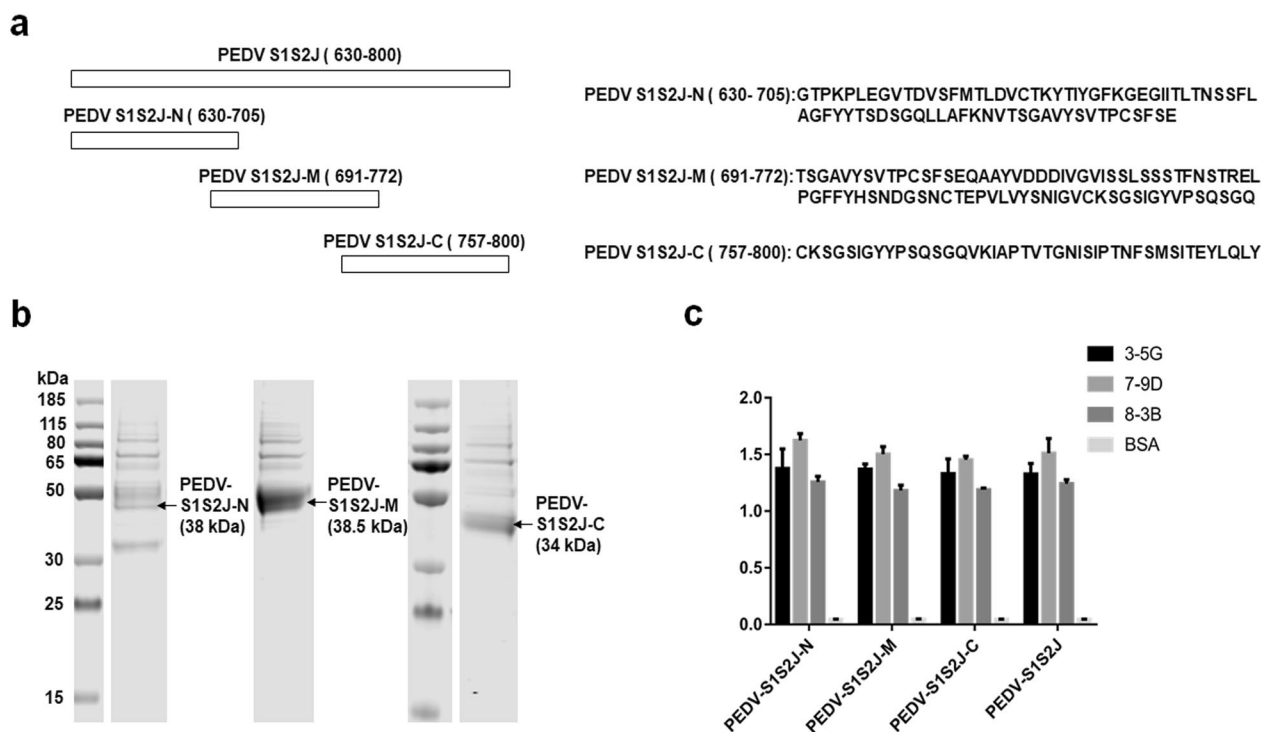 a
PEDV S1S2J ( 630-800)
PEDV S1S2J-N ( 630-705)
PEDV S1S2J-M ( 691-772)
PEDV S1S2J-C ( 757-800)
PEDV S1S2J-N ( 630- 705):GTPKPLEGVTDVSFMTLDVCTKYTIYGFKGEGIITLTNSSFL
AGFYYTSDSGQLLAFKNVTSGAVYSVTPCSFSE
PEDV S1S2J-M ( 691-772):TSGAVYSVTPCSFSEQAAYVDDDIVGVISSLSSSTFNSTREL
PGFFYHSNDGSNCTEPVLVYSNIGVCKSGSIGYVPSQSGQ
PEDV S1S2J-C ( 757-800): CKSGSIGYYPSQSGQVKIAPTVTGNISIPTNFSMSITEYLQLY
b
kDa
185
115
80
65
50
30
25
15
PEDV-
S1S2J-N
(38 kDa)
PEDV-
S1S2J-M
(38.5 kDa)
PEDV-
S1S2J-C
(34 kDa)
c
3-5G
7-9D
8-3B
BSA
2.0
1.5
1.0
0.5
0.0
PEDV-S1S2J-N
PEDV-S1S2J-M
PEDV-S1S2J-C
PEDV-S1S2J